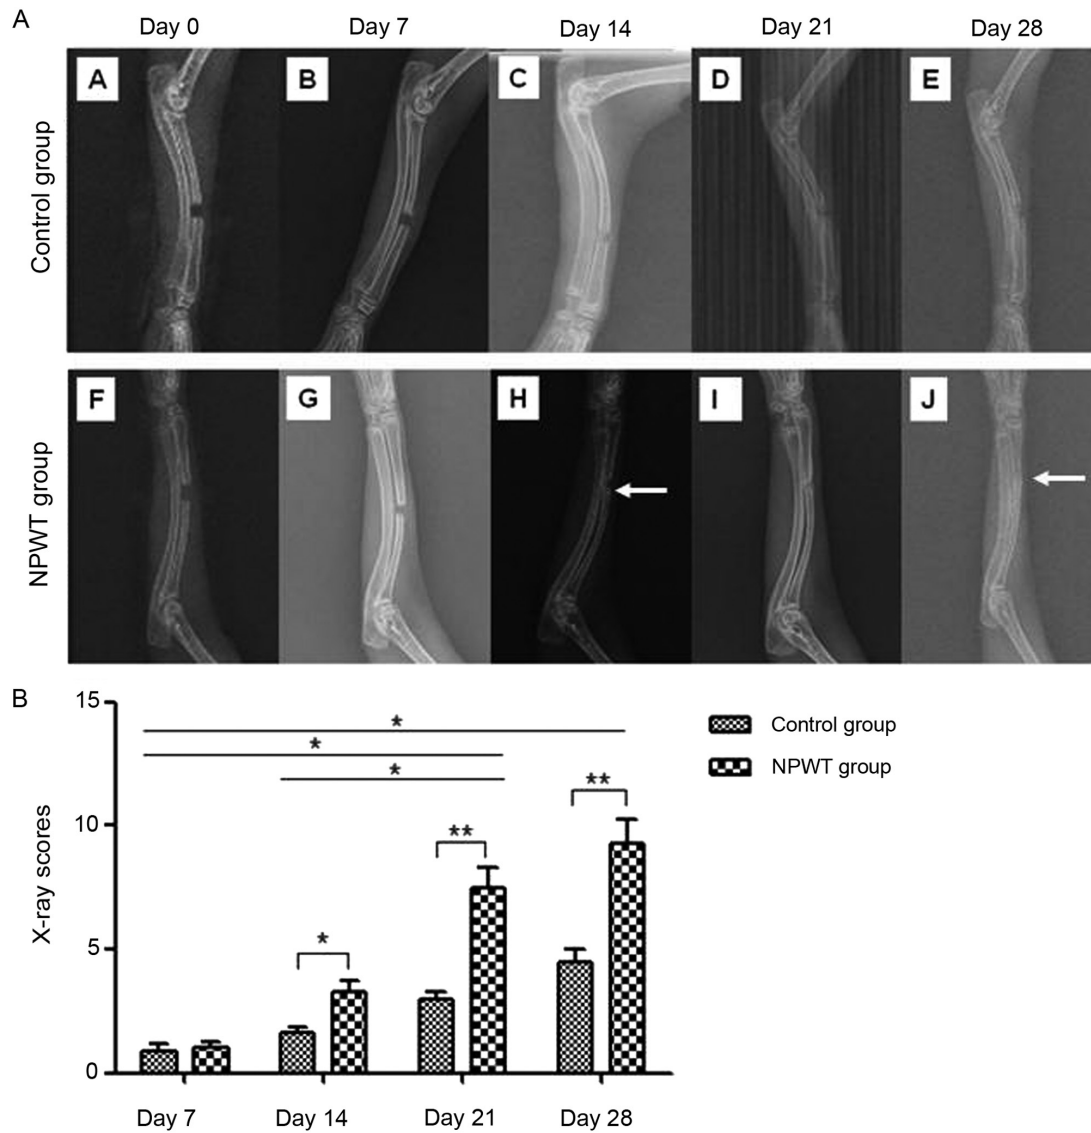 A
Day 0 Day 7 Day 14 Day 21 Day 28
Control group
A B C D E
NPWT group
F G H I J
B
X-ray scores
15
10
5
0
* 
*
*
*
**
**
Control group
NPWT group
Day 7 Day 14 Day 21 Day 28